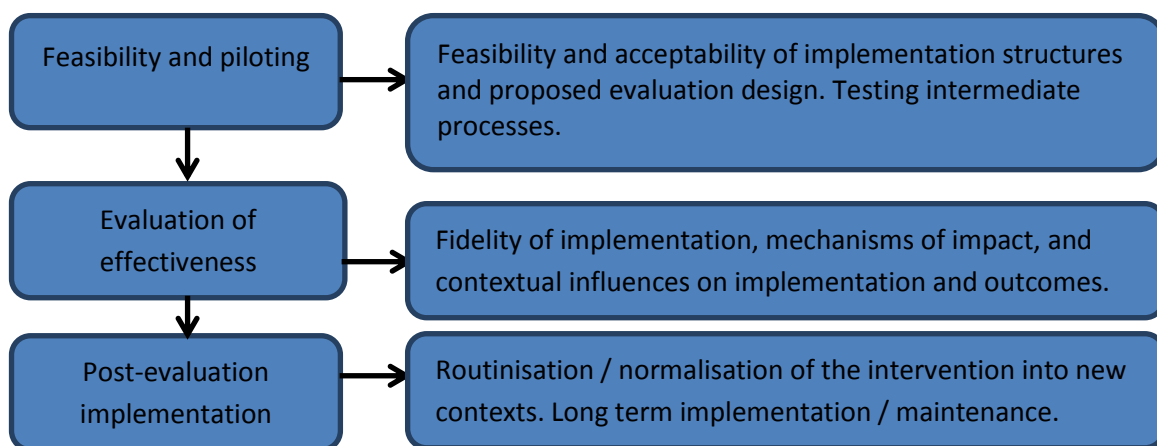 Feasibility and piloting
Feasibility and acceptability of implementation structures
and proposed evaluation design. Testing intermediate
processes.
Evaluation of
effectiveness
Fidelity of implementation, mechanisms of impact, and
contextual influences on implementation and outcomes.
Post-evaluation
implementation
Routinisation / normalisation of the intervention into new
contexts. Long term implementation / maintenance.